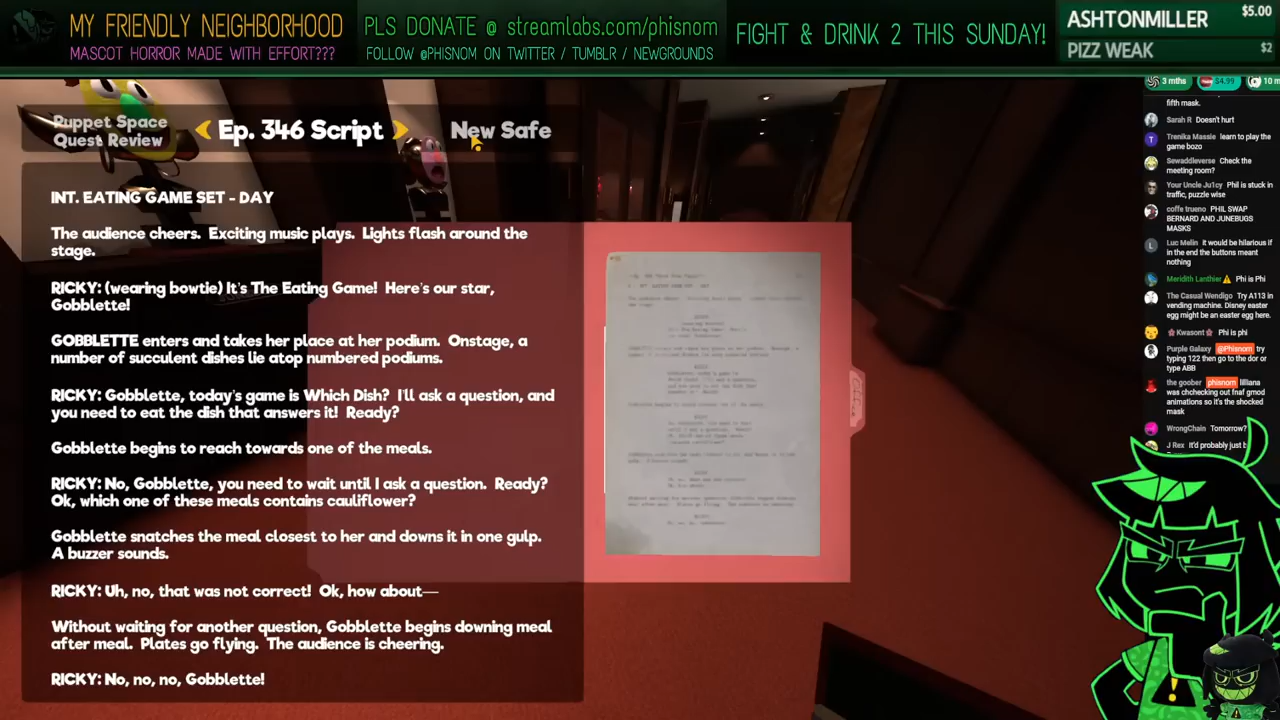 MY FRIENDLY NEIGHBORHOOD
MASCOT HORROR MADE WITH EFFORT???
PLS DONATE @ streamlabs.com/phisnom
FOLLOW @PHISNOM ON TWITTER / TUMBLR / NEWGROUNDS
FIGHT & DRINK 2 THIS SUNDAY!
ASHTONMILLER $5.00
PIZZ WEAK $2
Puppet Space
Quest Review
Ep. 346 Script
New Safe
INT. EATING GAME SET - DAY
The audience cheers. Exciting music plays. Lights flash around the
stage.
RICKY: (wearing bowtie) It's The Eating Game! Here's our star,
Gobblette!
GOBBLETTE enters and takes her place at her podium. Onstage, a
number of succulent dishes lie atop numbered podiums.
RICKY: Gobblette, today's game is Which Dish? I'll ask a question, and
you need to eat the dish that answers it! Ready?
Gobblette begins to reach towards one of the meals.
RICKY: No, Gobblette, you need to wait until I ask a question. Ready?
Ok, which one of these meals contains cauliflower?
Gobblette snatches the meal closest to her and downs it in one gulp.
A buzzer sounds.
RICKY: Uh, no, that was not correct! Ok, how about—
Without waiting for another question, Gobblette begins downing meal
after meal. Plates go flying. The audience is cheering.
RICKY: No, no, no, Gobblette!
3 mths
$4.99
10 m
fifth mask.
Sarah R Doesn't hurt
Trenika Massie learn to play the
game bozo
Sewaddleverse Check the
meeting room?
Your Uncle Ju1cy Phil is stuck in
traffic, puzzle wise
coffe trueno PHIL SWAP
BERNARD AND JUNEBUGS
MASKS
Luc Melin it would be hilarious if
in the end the buttons meant
nothing
Meridith Lanthier Phi is Phi
The Casual Wendigo Try A113 in
vending machine. Disney easter
egg might be an easter egg here.
Kwasont Phi is phi
Purple Galaxy @Phisnom try
typing 122 then go to the dor or
type ABB
the goober phisnom lilliana
was chchecking out fnaf gmod
animations so it's the shocked
mask
WrongChain Tomorrow?
J Rex It'd probably just